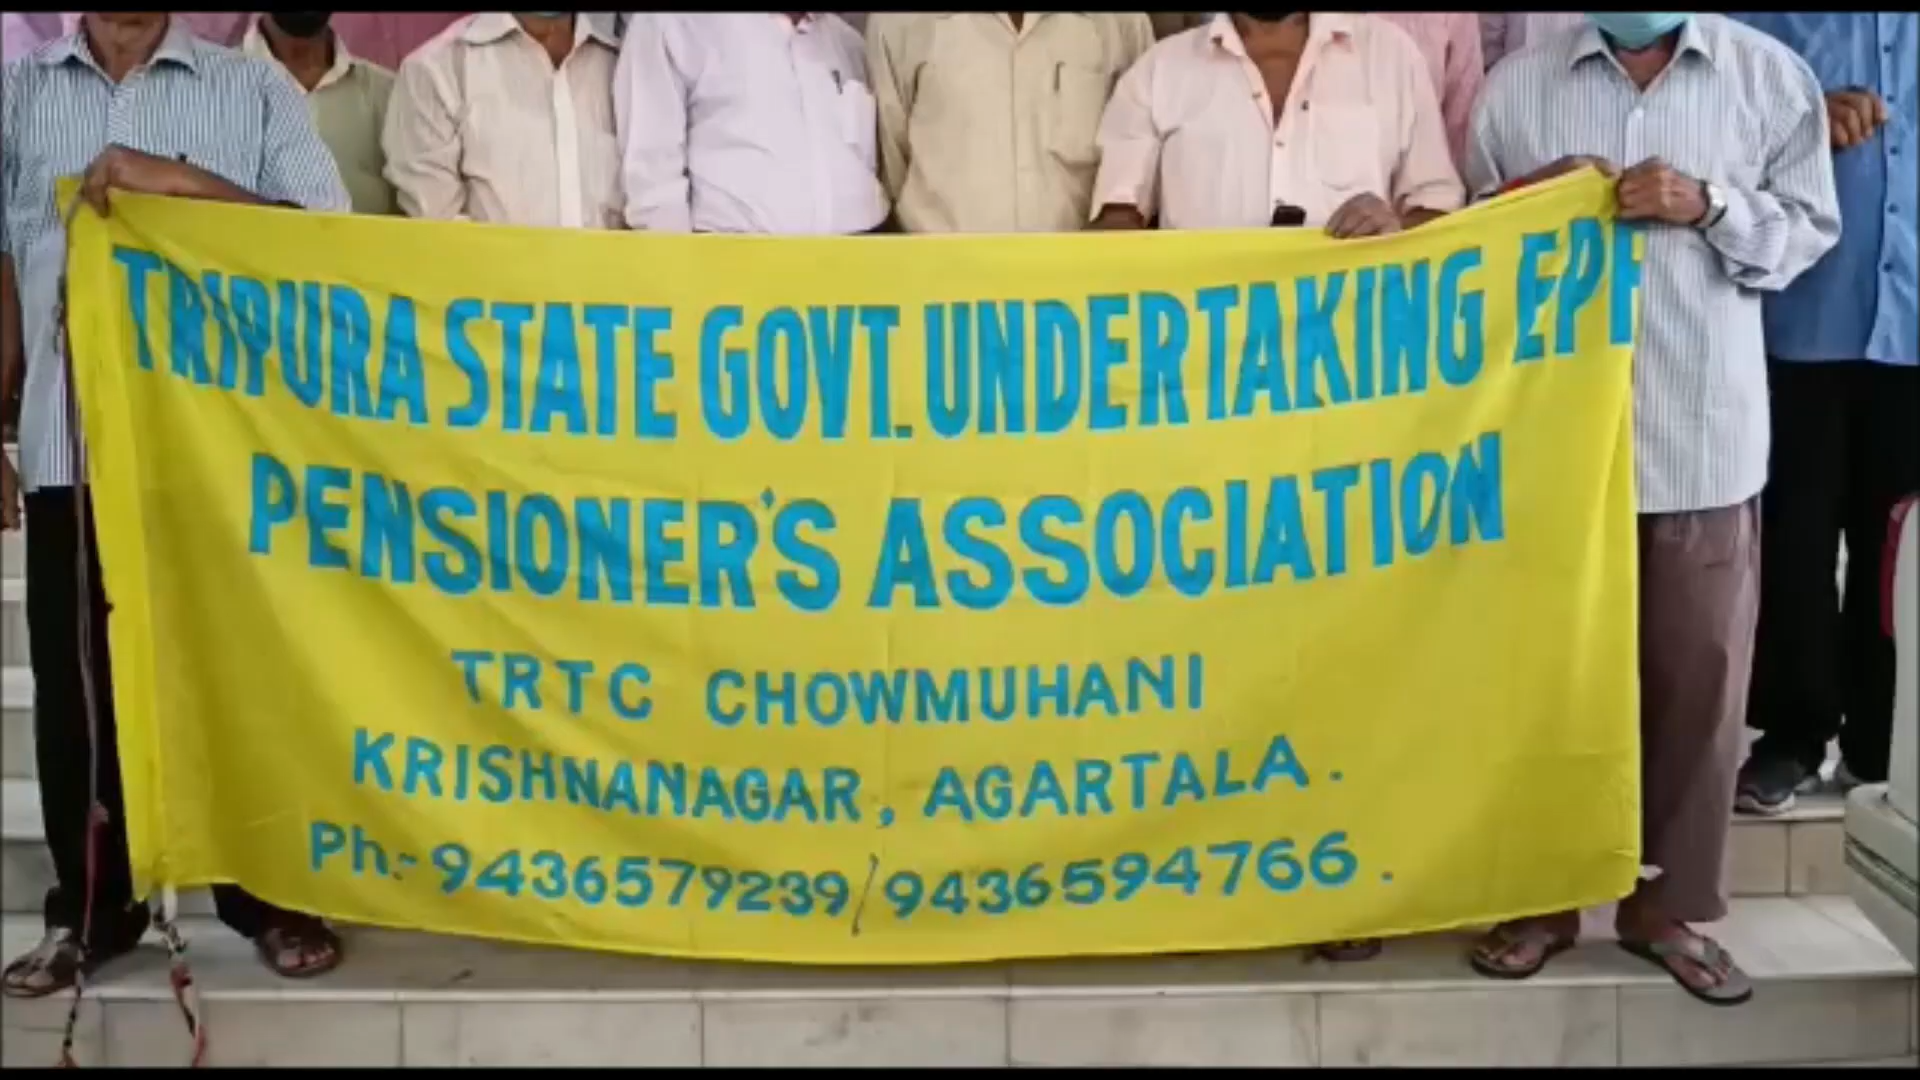 TRIPURA STATE GOVT. UNDERTAKING EPF
PENSIONER'S ASSOCIATION
TRTC CHOWMUHANI
KRISHNANAGAR, AGARTALA.
Ph:- 9436579239/9436594766.